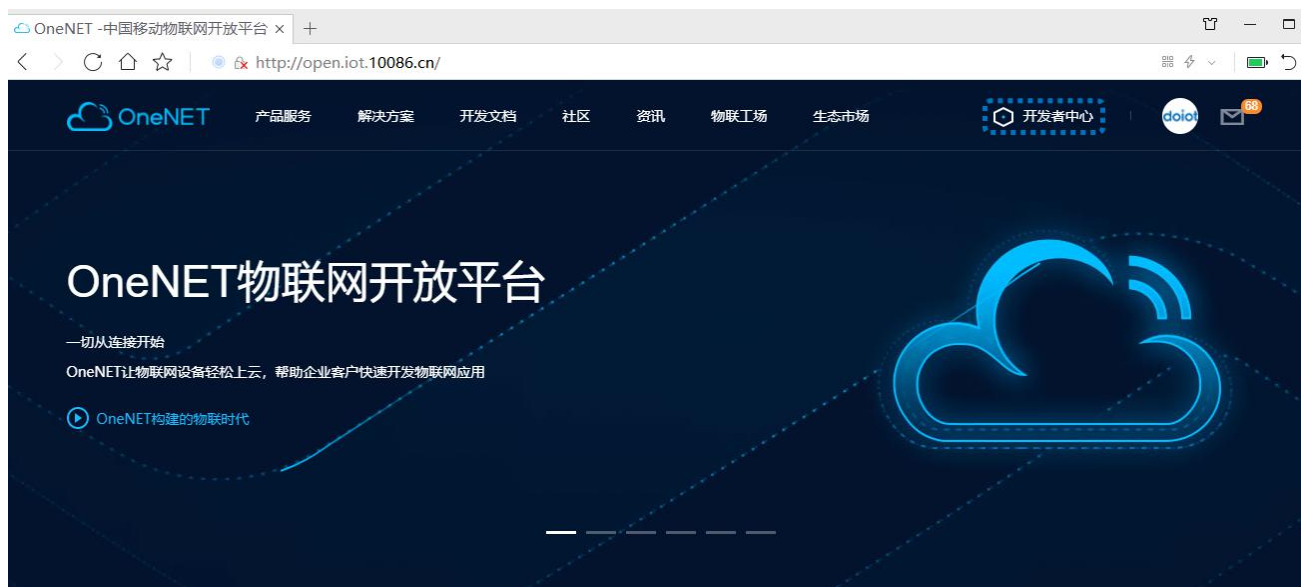 OneNET -中国移动物联网开放平台
http://open.iot.10086.cn/
OneNET 产品服务 解决方案 开发文档 社区 资讯 物联工场 生态市场 开发者中心 doiot 68
OneNET物联网开放平台
一切从连接开始
OneNET让物联网设备轻松上云，帮助企业客户快速开发物联网应用
OneNET构建的物联时代